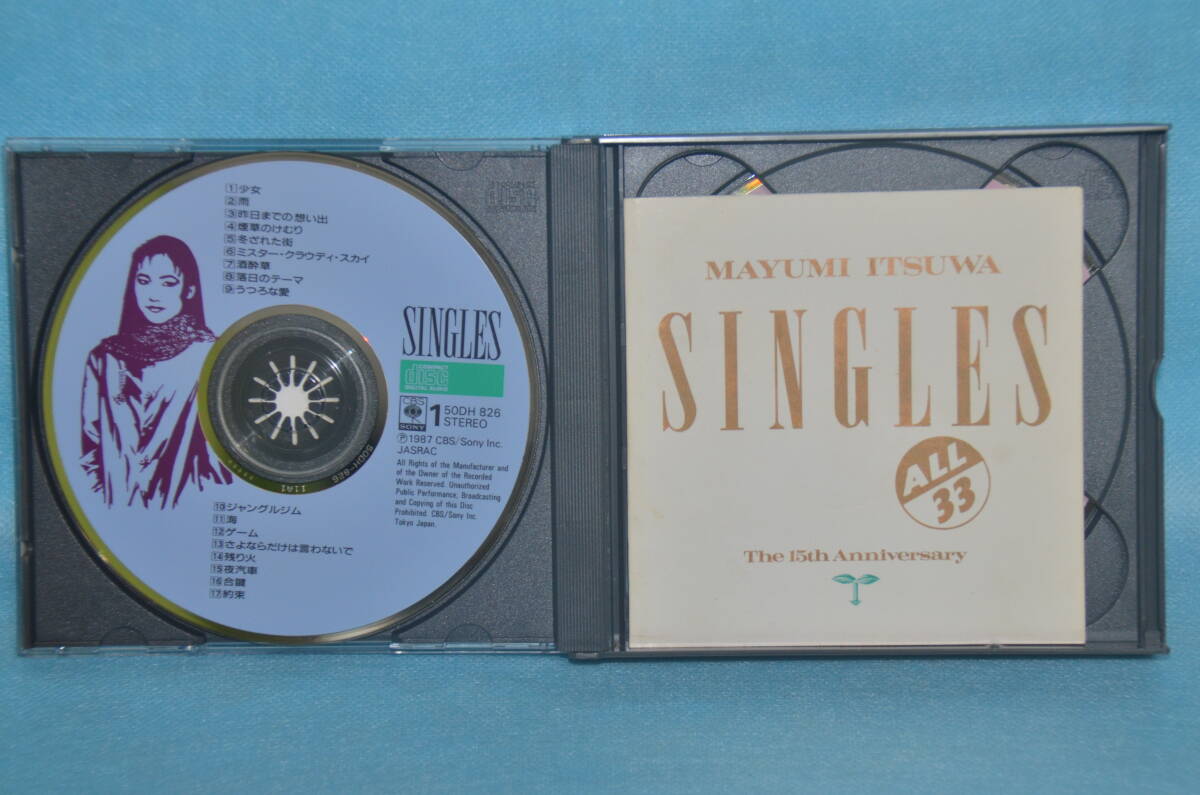 1 少女
2 雨
3 昨日までの想い出
4 煙草のけむり
5 冬ざれた街
6 ミスター・クラウディ・スカイ
7 酒酔草
8 落日のテーマ
9 うつろな愛
SINGLES
COMPACT
disc
DIGITAL AUDIO
CBS
SONY
1 50DH 826
STEREO
Ⓟ1987 CBS/Sony Inc.
JASRAC
All Rights of the Manufacturer and
of the Owner of the Recorded
Work Reserved. Unauthorized
Public Performance, Broadcasting
and Copying of this Disc
Prohibited. CBS/Sony Inc.
Tokyo Japan.
50DH-826 11A1
10 ジャングルジム
11 海
12 ゲーム
13 さよならだけは言わないで
14 残り火
15 夜汽車
16 合鍵
17 約束
MAYUMI ITSUWA
SINGLES
ALL
33
The 15th Anniversary